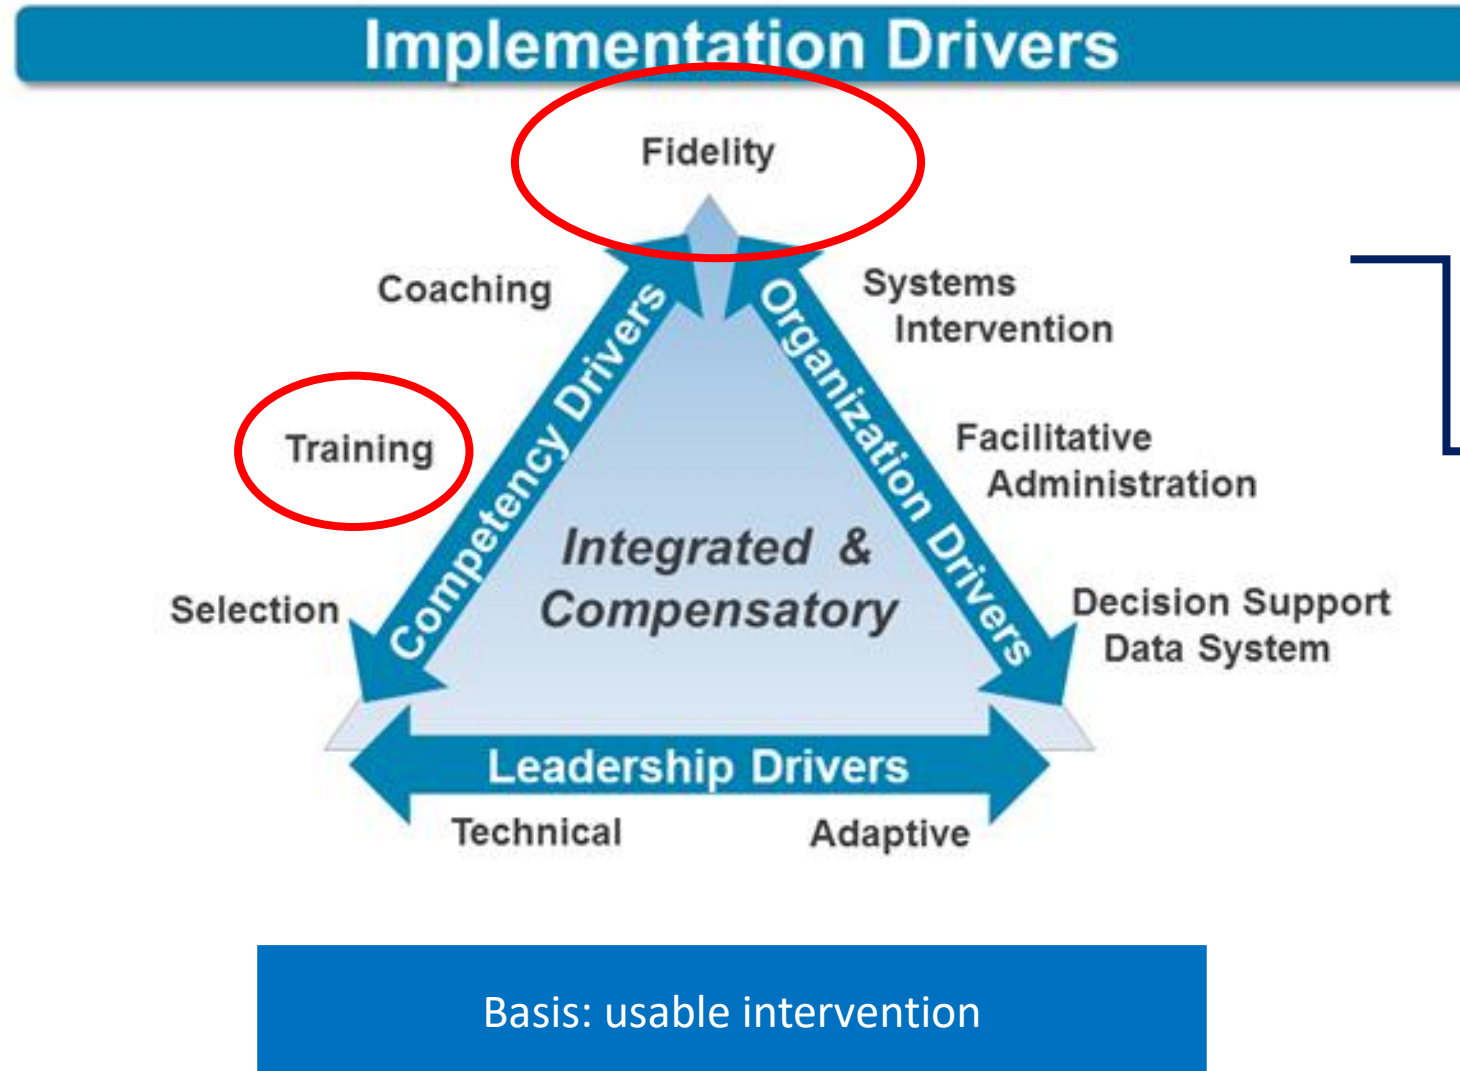 Implementation Drivers
Fidelity
Coaching
Training
Selection
Competency Drivers
Organization Drivers
Systems
Intervention
Facilitative
Administration
Decision Support
Data System
Integrated &
Compensatory
Leadership Drivers
Technical
Adaptive
Basis: usable intervention